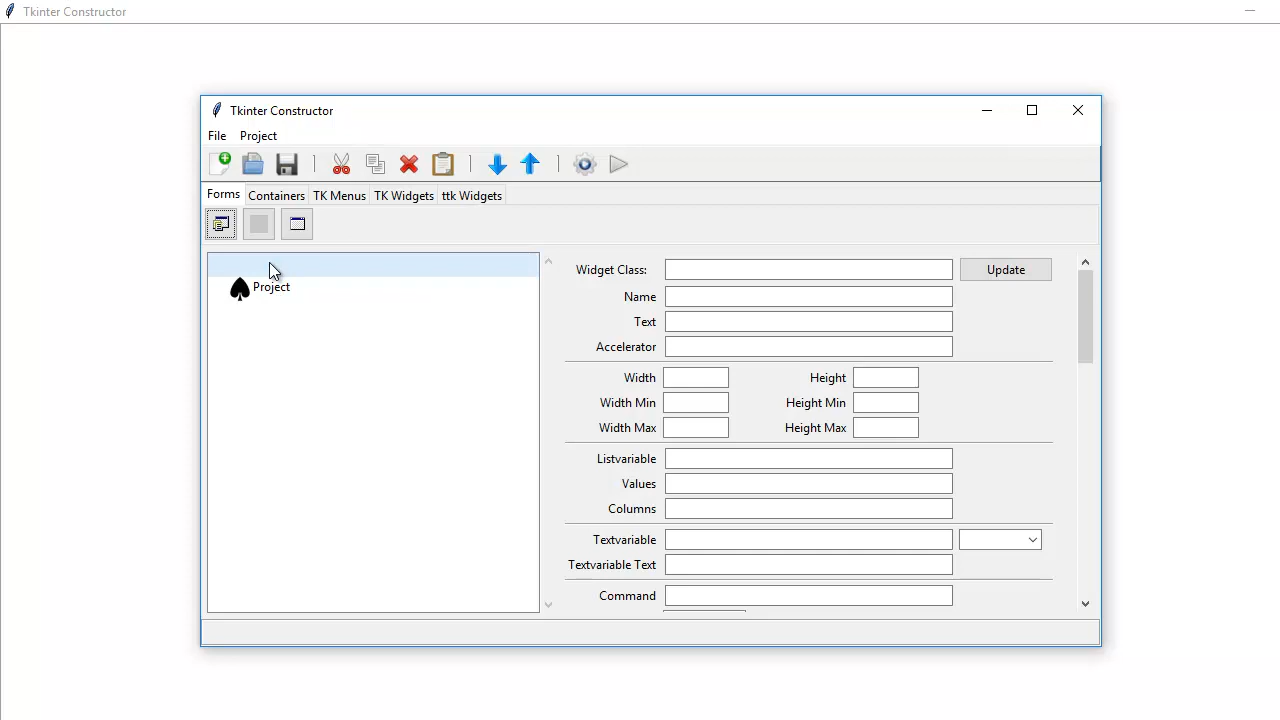 Tkinter Constructor
Tkinter Constructor
File Project
Forms Containers TK Menus TK Widgets ttk Widgets
Project
Widget Class: Update
Name
Text
Accelerator
Width Height
Width Min Height Min
Width Max Height Max
Listvariable
Values
Columns
Textvariable
Textvariable Text
Command